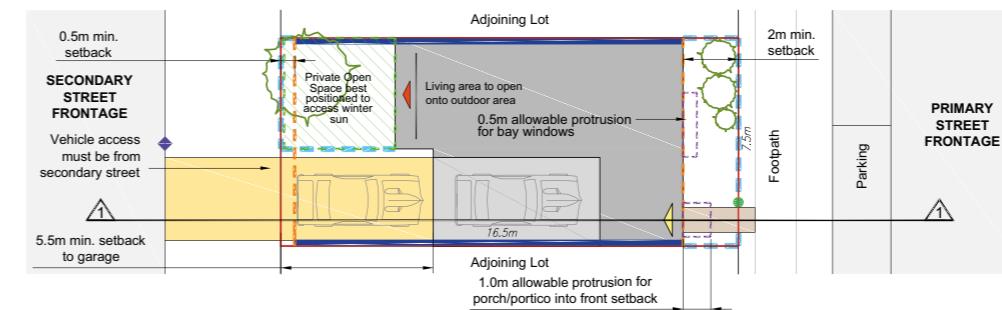 Adjoining Lot
0.5m min.
setback
SECONDARY
STREET
FRONTAGE
Vehicle access
must be from
secondary street
5.5m min. setback
to garage
1
Private Open
Space best
positioned to
access winter
sun
Living area to open
onto outdoor area
0.5m allowable protrusion
for bay windows
16.5m
Adjoining Lot
1.0m allowable protrusion for
porch/portico into front setback
2m min.
setback
7.5m
Footpath
Parking
PRIMARY
STREET
FRONTAGE
1